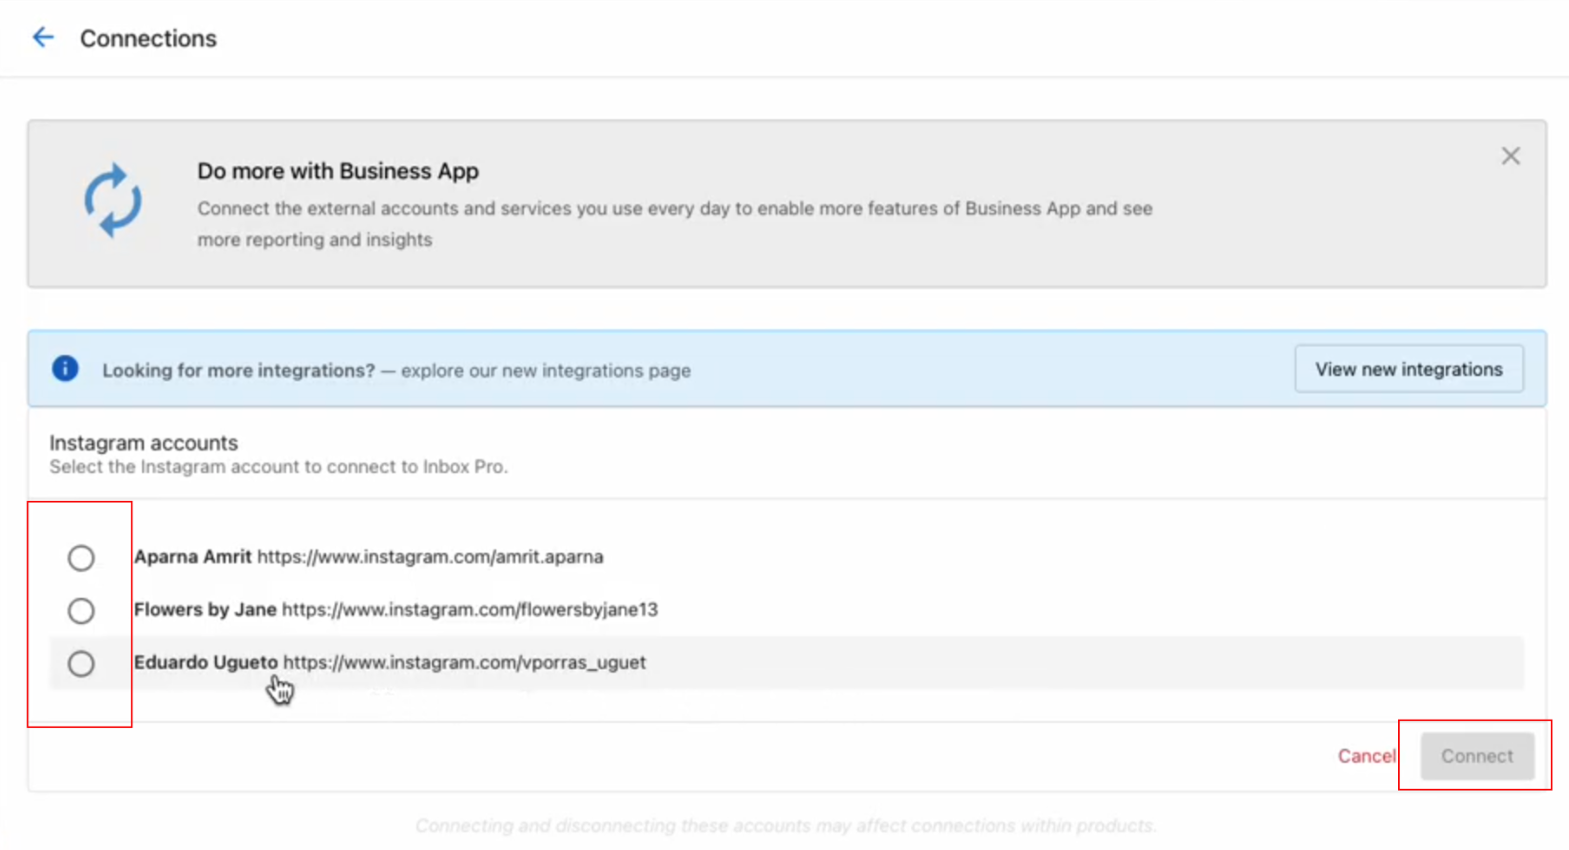 Connections
Do more with Business App
Connect the external accounts and services you use every day to enable more features of Business App and see
more reporting and insights
Looking for more integrations? — explore our new integrations page
View new integrations
Instagram accounts
Select the Instagram account to connect to Inbox Pro.
Aparna Amrit https://www.instagram.com/amrit.aparna
Flowers by Jane https://www.instagram.com/flowersbyjane13
Eduardo Ugueto https://www.instagram.com/vporras_uguet
Cancel Connect
Connecting and disconnecting these accounts may affect connections within products.